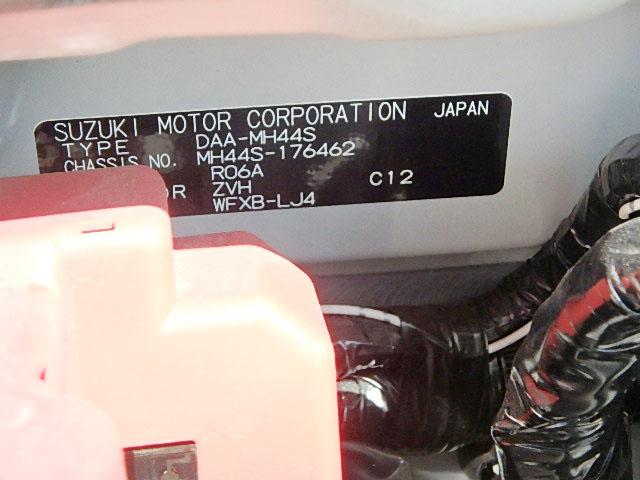 SUZUKI MOTOR CORPORATION JAPAN
TYPE DAA-MH44S
CHASSIS NO. MH44S-176462
R06A
ZVH C12
WFXB-LJ4